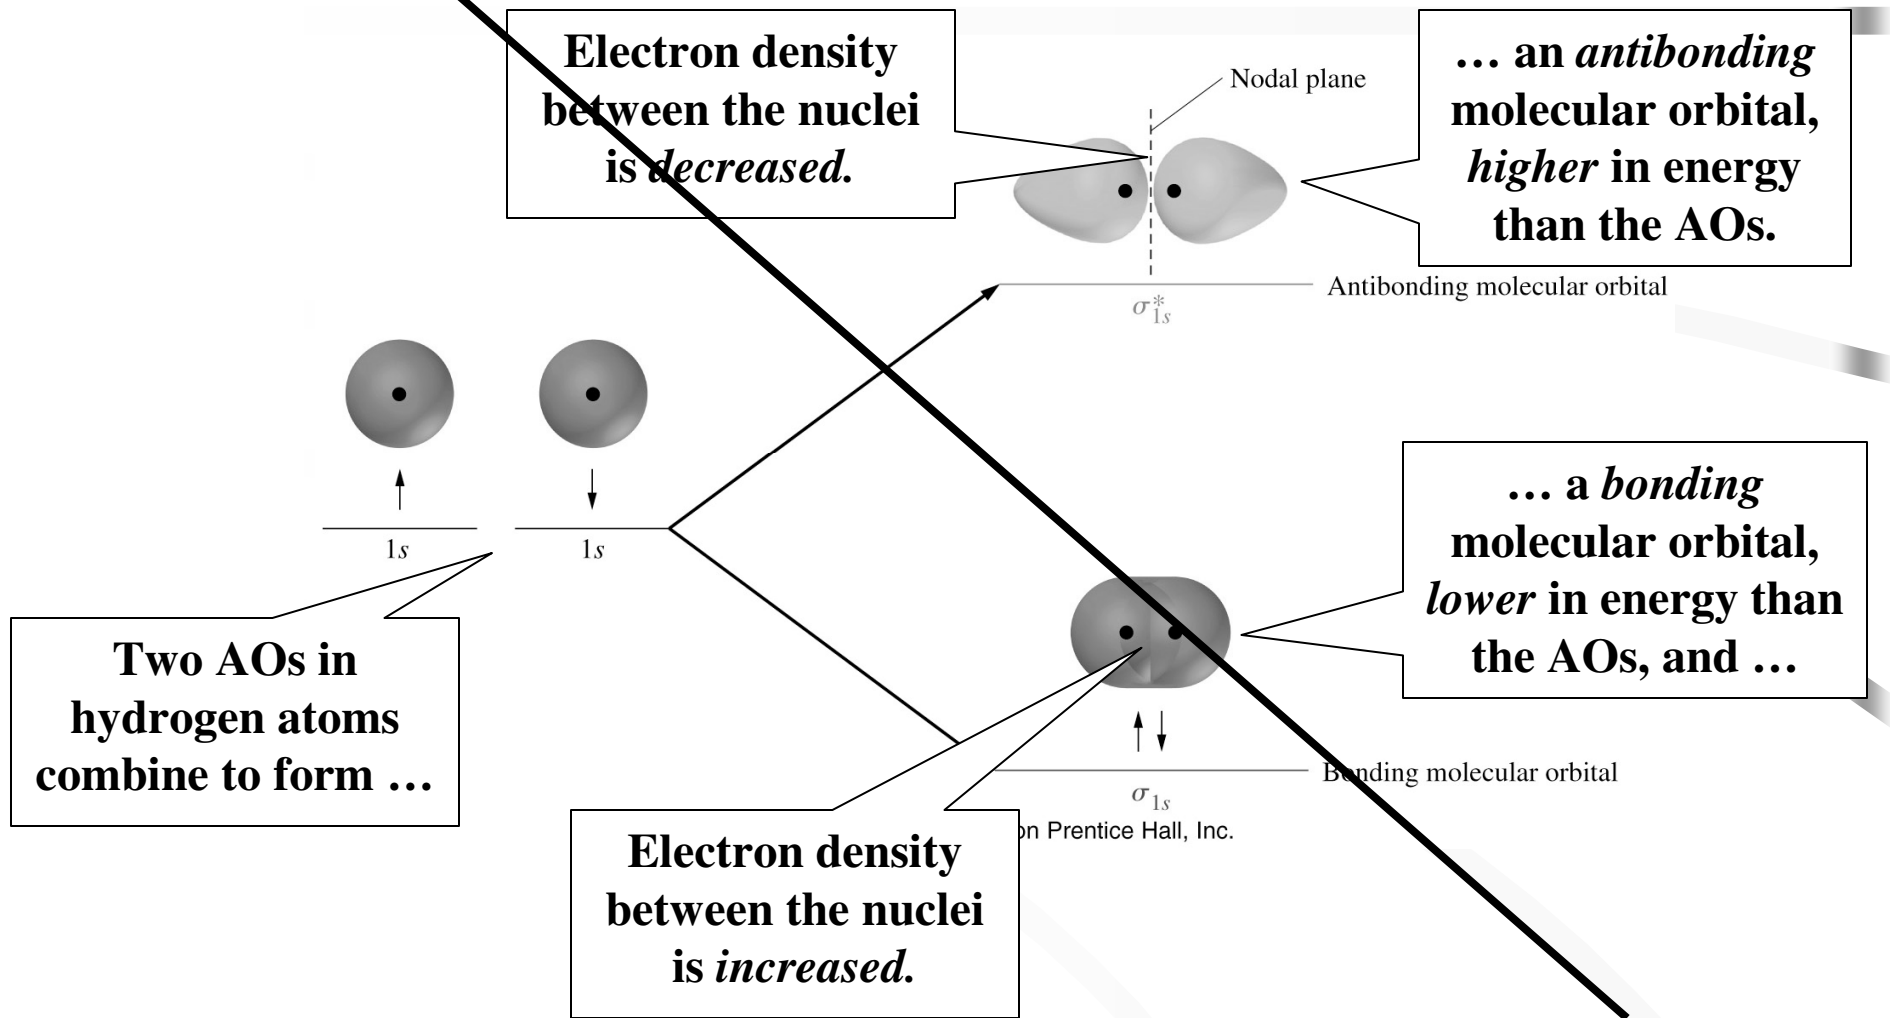 Electron density
between the nuclei
is decreased.
Nodal plane
… an antibonding
molecular orbital,
higher in energy
than the AOs.
Antibonding molecular orbital
σ*1s
1s
1s
… a bonding
molecular orbital,
lower in energy than
the AOs, and …
Two AOs in
hydrogen atoms
combine to form …
Bonding molecular orbital
σ1s
on Prentice Hall, Inc.
Electron density
between the nuclei
is increased.